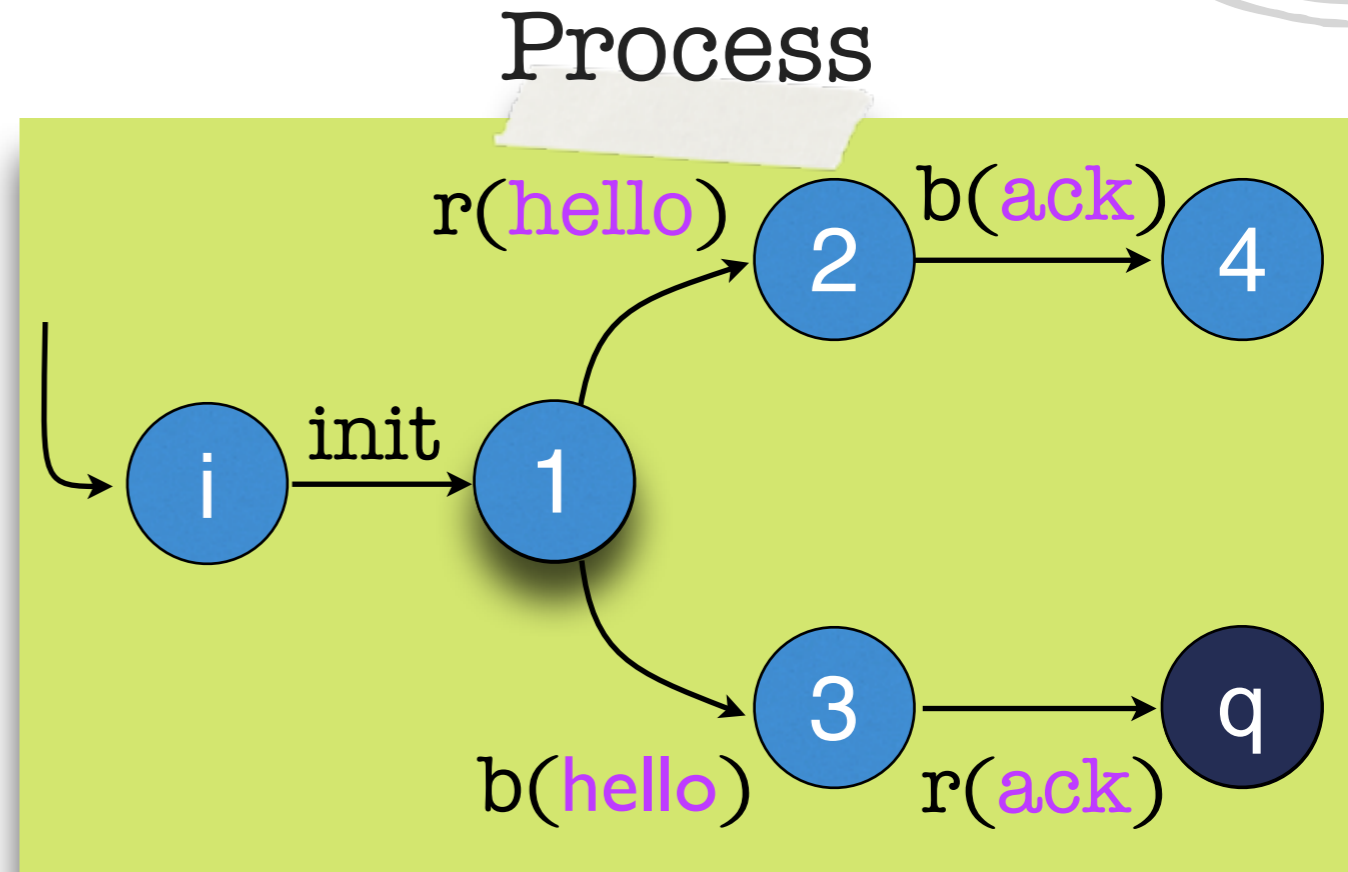 Process
r(hello)
b(ack)
2
4
init
i
1
3
q
b(hello)
r(ack)